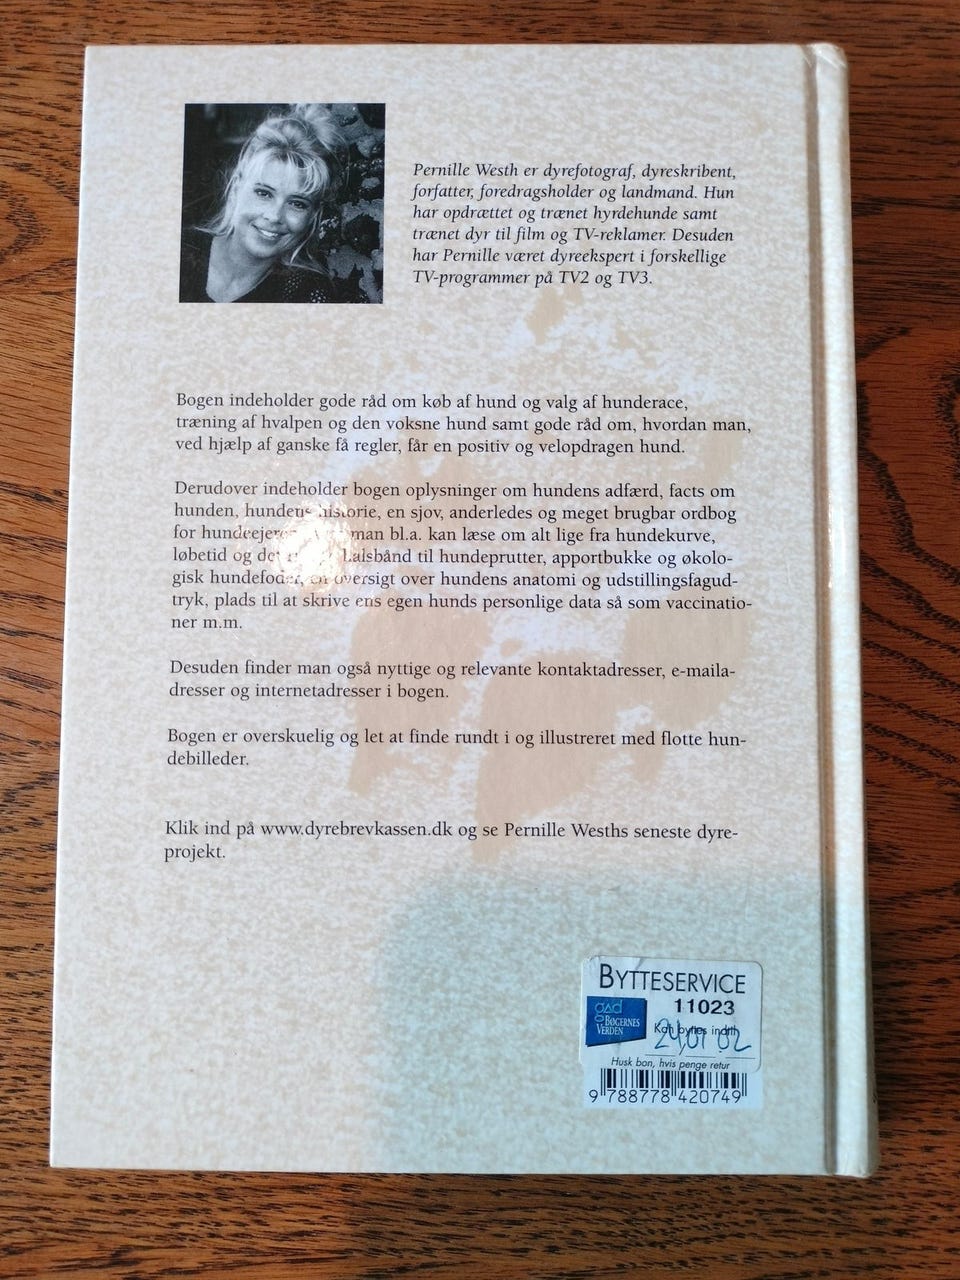 Pernille Westh er dyrefotograf, dyreskribent,
forfatter, foredragsholder og landmand. Hun
har opdrættet og trænet hyrdehunde samt
trænet dyr til film og TV-reklamer. Desuden
har Pernille været dyreekspert i forskellige
TV-programmer på TV2 og TV3.
Bogen indeholder gode råd om køb af hund og valg af hunderace,
træning af hvalpen og den voksne hund samt gode råd om, hvordan man,
ved hjælp af ganske få regler, får en positiv og velopdragen hund.
Derudover indeholder bogen oplysninger om hundens adfærd, facts om
hunden, hundens historie, en sjov, anderledes og meget brugbar ordbog
for man bl.a. kan læse om alt lige fra hundekurve,
løbetid og det halsbånd til hundeprutter, apportbukke og økolo-
gisk hundefoder, en oversigt over hundens anatomi og udstillingsfagud-
tryk, plads til at skrive ens egen hunds personlige data så som vaccinatio-
ner m.m.
Desuden finder man også nyttige og relevante kontaktadresser, e-maila-
dresser og internetadresser i bogen.
Bogen er overskuelig og let at finde rundt i og illustreret med flotte hun-
debilleder.
Klik ind på www.dyrebrevkassen.dk og se Pernille Wesths seneste dyre-
projekt.
BYTTESERVICE
11023
gad
BØGERNES
VERDEN
Kan byttes indtil
24,01 02
Husk bon, hvis penge retur
9 788778 420749